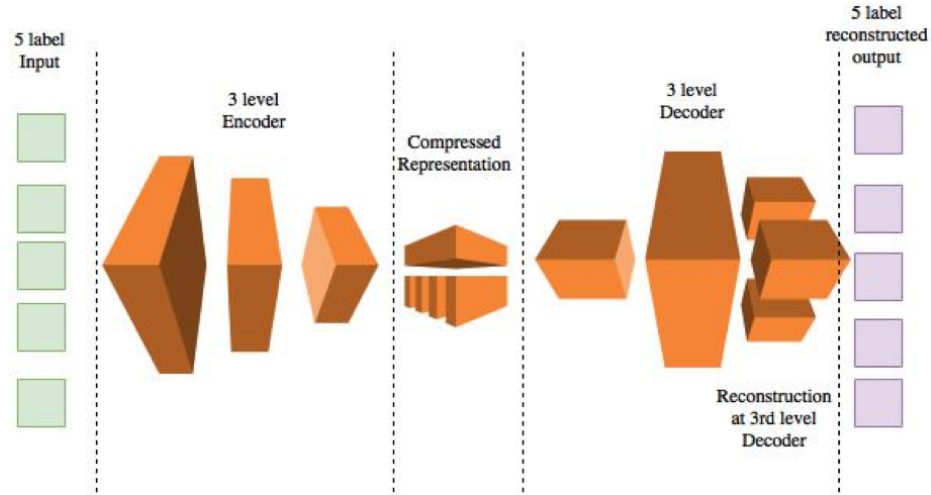 5 label
Input
3 level
Encoder
Compressed
Representation
3 level
Decoder
Reconstruction
at 3rd level
Decoder
5 label
reconstructed
output